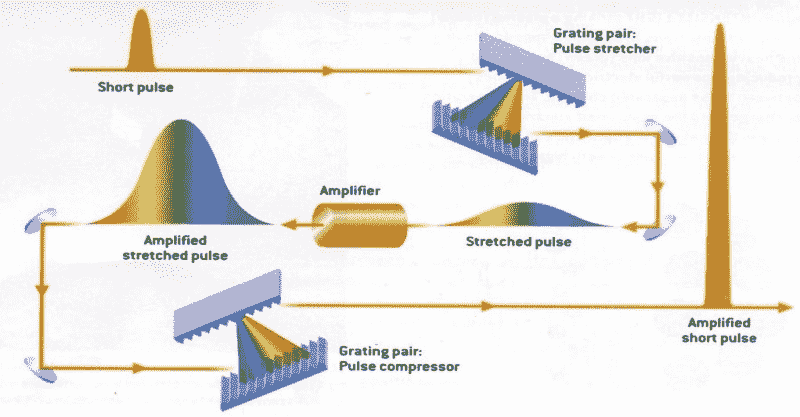 Grating pair:
Pulse stretcher
Short pulse
Amplifier
Amplified
stretched pulse
Stretched pulse
Grating pair:
Pulse compressor
Amplified
short pulse